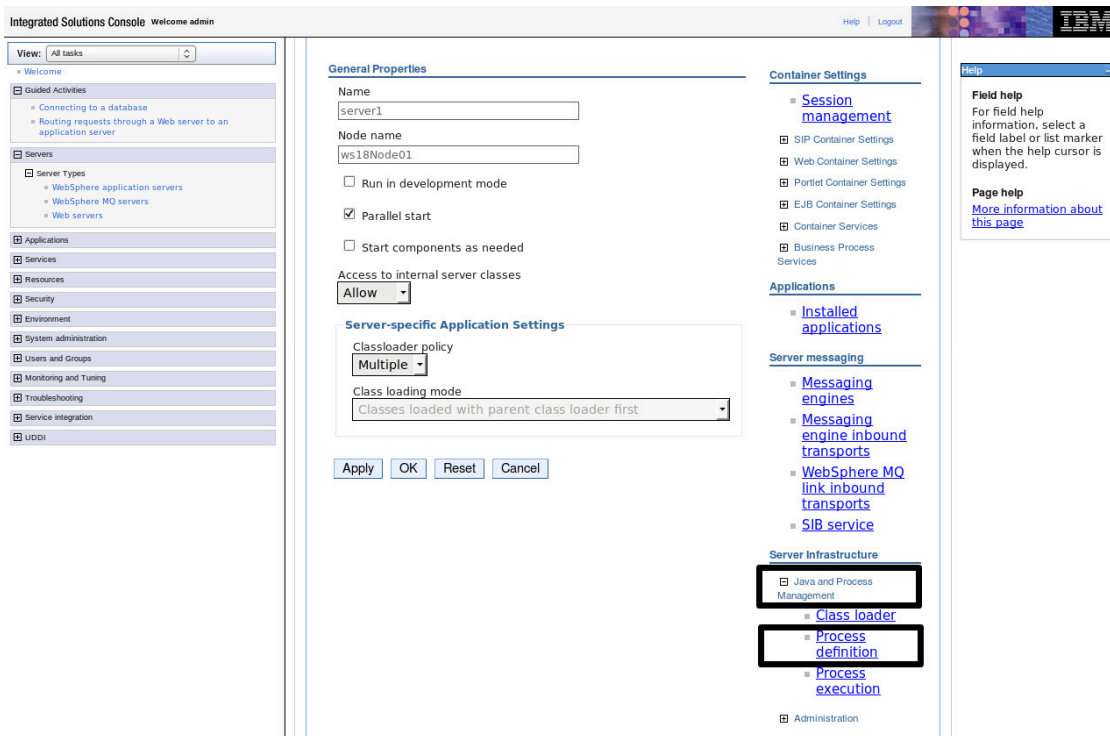 Integrated Solutions Console Welcome admin
Help | Logout
IBM
View: All tasks
Welcome
Guided Activities
Connecting to a database
Routing requests through a Web server to an
application server
Servers
Server Types
WebSphere application servers
WebSphere MQ servers
Web servers
Applications
Services
Resources
Security
Environment
System administration
Users and Groups
Monitoring and Tuning
Troubleshooting
Service integration
UDDI
General Properties
Name
server1
Node name
ws18Node01
Run in development mode
Parallel start
Start components as needed
Access to internal server classes
Allow
Server-specific Application Settings
Classloader policy
Multiple
Class loading mode
Classes loaded with parent class loader first
Apply OK Reset Cancel
Container Settings
Session
management
SIP Container Settings
Web Container Settings
Portlet Container Settings
EJB Container Settings
Container Services
Business Process
Services
Applications
Installed
applications
Server messaging
Messaging
engines
Messaging
engine inbound
transports
WebSphere MQ
link inbound
transports
SIB service
Server Infrastructure
Java and Process
Management
Class loader
Process
definition
Process
execution
Administration
Help
Field help
For field help
information, select a
field label or list marker
when the help cursor is
displayed.
Page help
More information about
this page